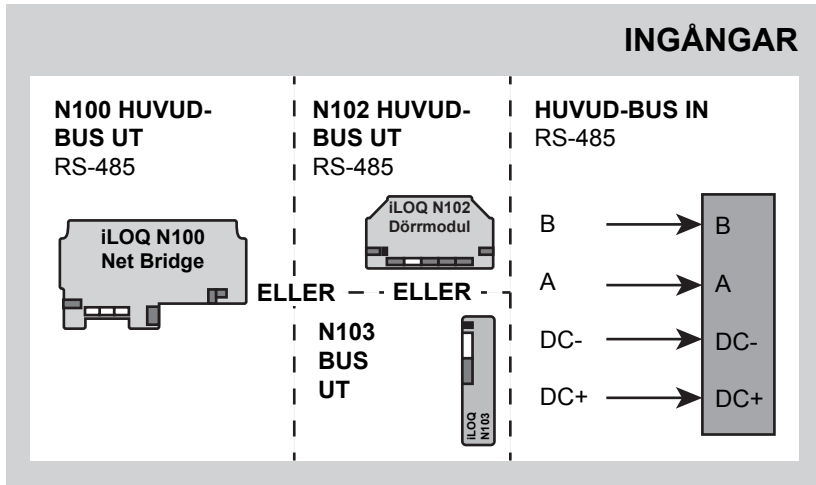 INGÅNGAR
N100 HUVUD-
BUS UT
RS-485
iLOQ N100
Net Bridge
ELLER
N102 HUVUD-
BUS UT
RS-485
iLOQ N102
Dörrmodul
ELLER
N103
BUS
UT
iLOQ
N103
HUVUD-BUS IN
RS-485
B
B
A
A
DC-
DC-
DC+
DC+